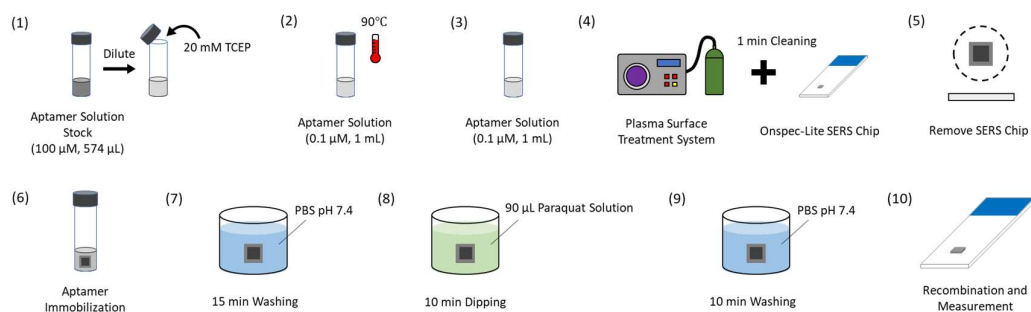 (1)
Dilute
20 mM TCEP
Aptamer Solution
Stock
(100 μM, 574 μL)
(2)
90℃
Aptamer Solution
(0.1 μM, 1 mL)
(3)
Aptamer Solution
(0.1 μM, 1 mL)
(4)
1 min Cleaning
Plasma Surface
Treatment System
Onspec-Lite SERS Chip
(5)
Remove SERS Chip
(6)
Aptamer
Immobilization
(7)
PBS pH 7.4
15 min Washing
(8)
90 μL Paraquat Solution
10 min Dipping
(9)
PBS pH 7.4
10 min Washing
(10)
Recombination and
Measurement